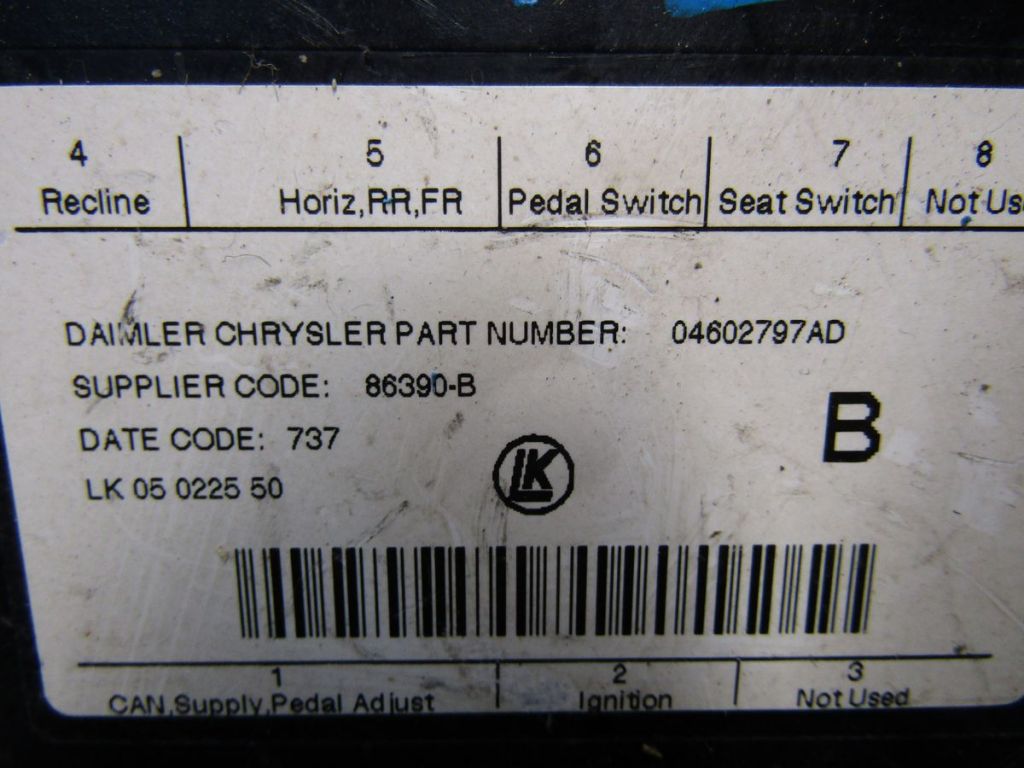 4 5 6 7 8
Recline Horiz,RR,FR Pedal Switch Seat Switch Not
DAIMLER CHRYSLER PART NUMBER: 04602797AD
SUPPLIER CODE: 86390-B
B
DATE CODE: 737
LK 05 0225 50
LK
1 2 3
CAN,Supply,Pedal Adjust Ignition Not Used